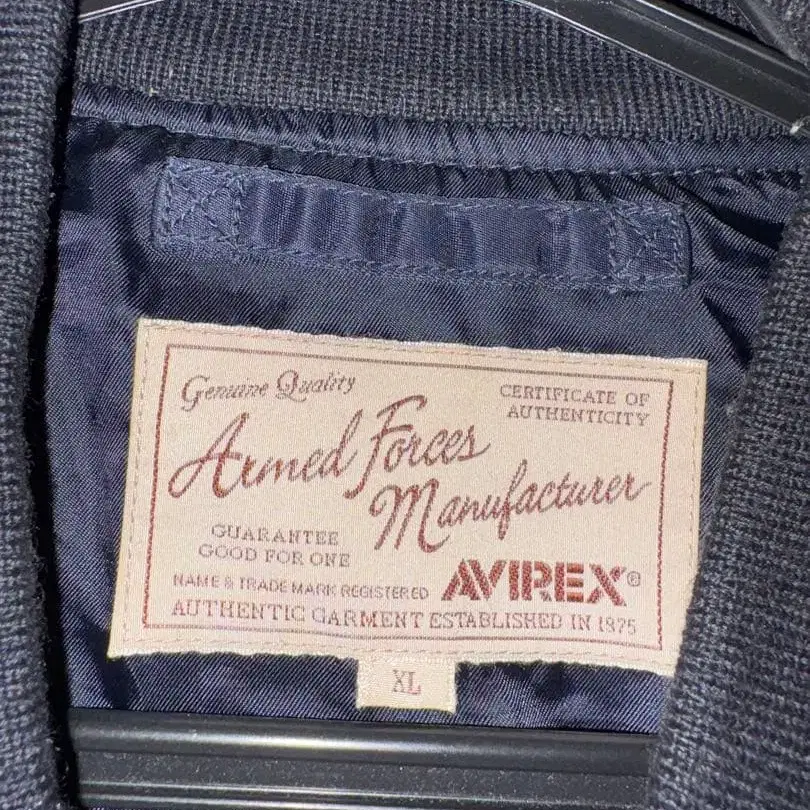 Genuine Quality
CERTIFICATE OF
AUTHENTICITY
Armed Forces
Manufacturer
GUARANTEE
GOOD FOR ONE
NAME & TRADE MARK REGISTERED
AVIREX®
AUTHENTIC GARMENT ESTABLISHED IN 1975
XL